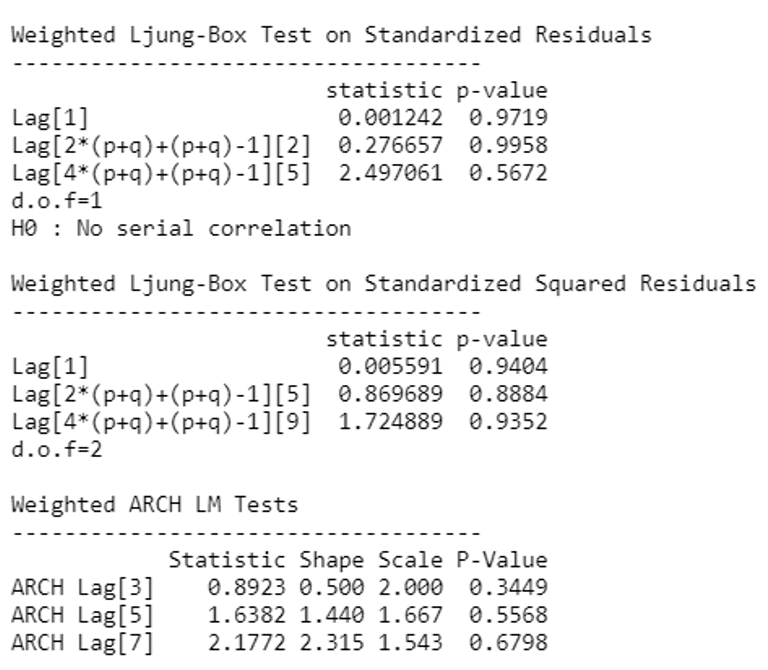 Weighted Ljung-Box Test on Standardized Residuals
------------------------------------
                        statistic p-value
Lag[1]                   0.001242  0.9719
Lag[2*(p+q)+(p+q)-1][2]  0.276657  0.9958
Lag[4*(p+q)+(p+q)-1][5]  2.497061  0.5672
d.o.f=1
H0 : No serial correlation

Weighted Ljung-Box Test on Standardized Squared Residuals
------------------------------------
                        statistic p-value
Lag[1]                   0.005591  0.9404
Lag[2*(p+q)+(p+q)-1][5]  0.869689  0.8884
Lag[4*(p+q)+(p+q)-1][9]  1.724889  0.9352
d.o.f=2

Weighted ARCH LM Tests
------------------------------------
            Statistic Shape Scale P-Value
ARCH Lag[3]    0.8923 0.500 2.000  0.3449
ARCH Lag[5]    1.6382 1.440 1.667  0.5568
ARCH Lag[7]    2.1772 2.315 1.543  0.6798